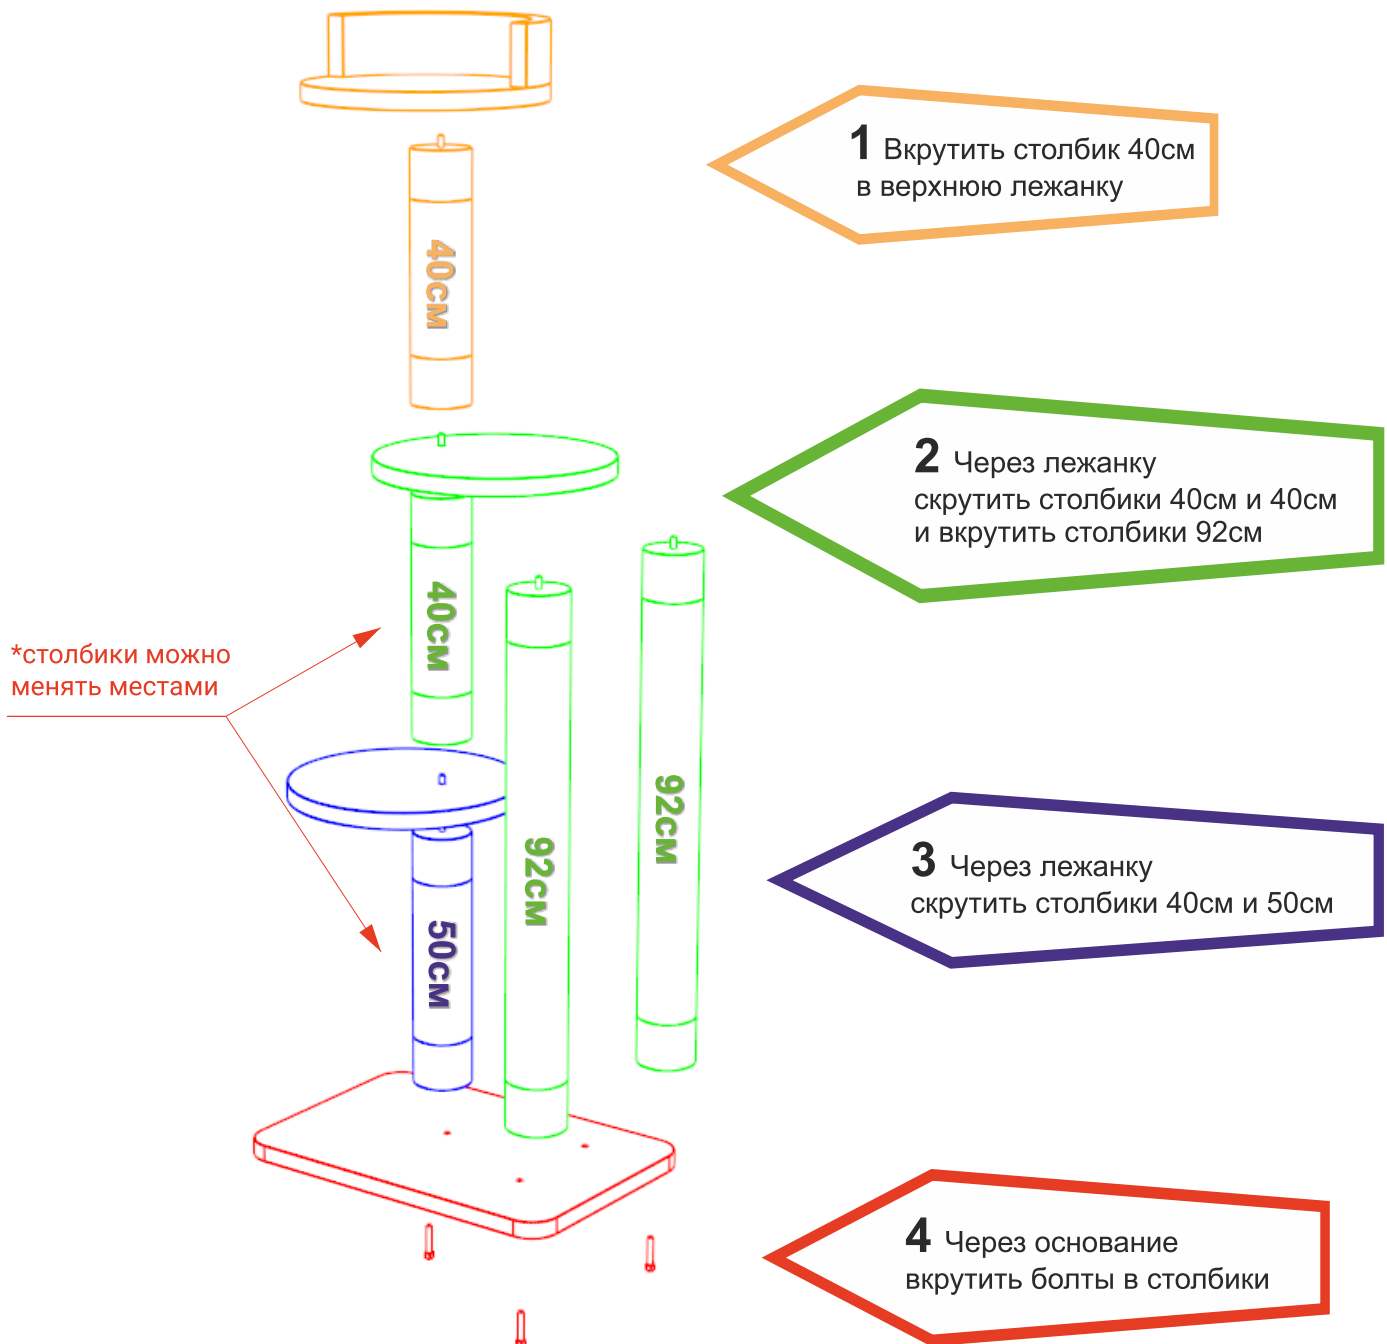 1 Вкрутить столбик 40см
в верхнюю лежанку
40см
2 Через лежанку
скрутить столбики 40см и 40см
и вкрутить столбики 92см
40см
*столбики можно
менять местами
92см
92см
3 Через лежанку
скрутить столбики 40см и 50см
50см
4 Через основание
вкрутить болты в столбики